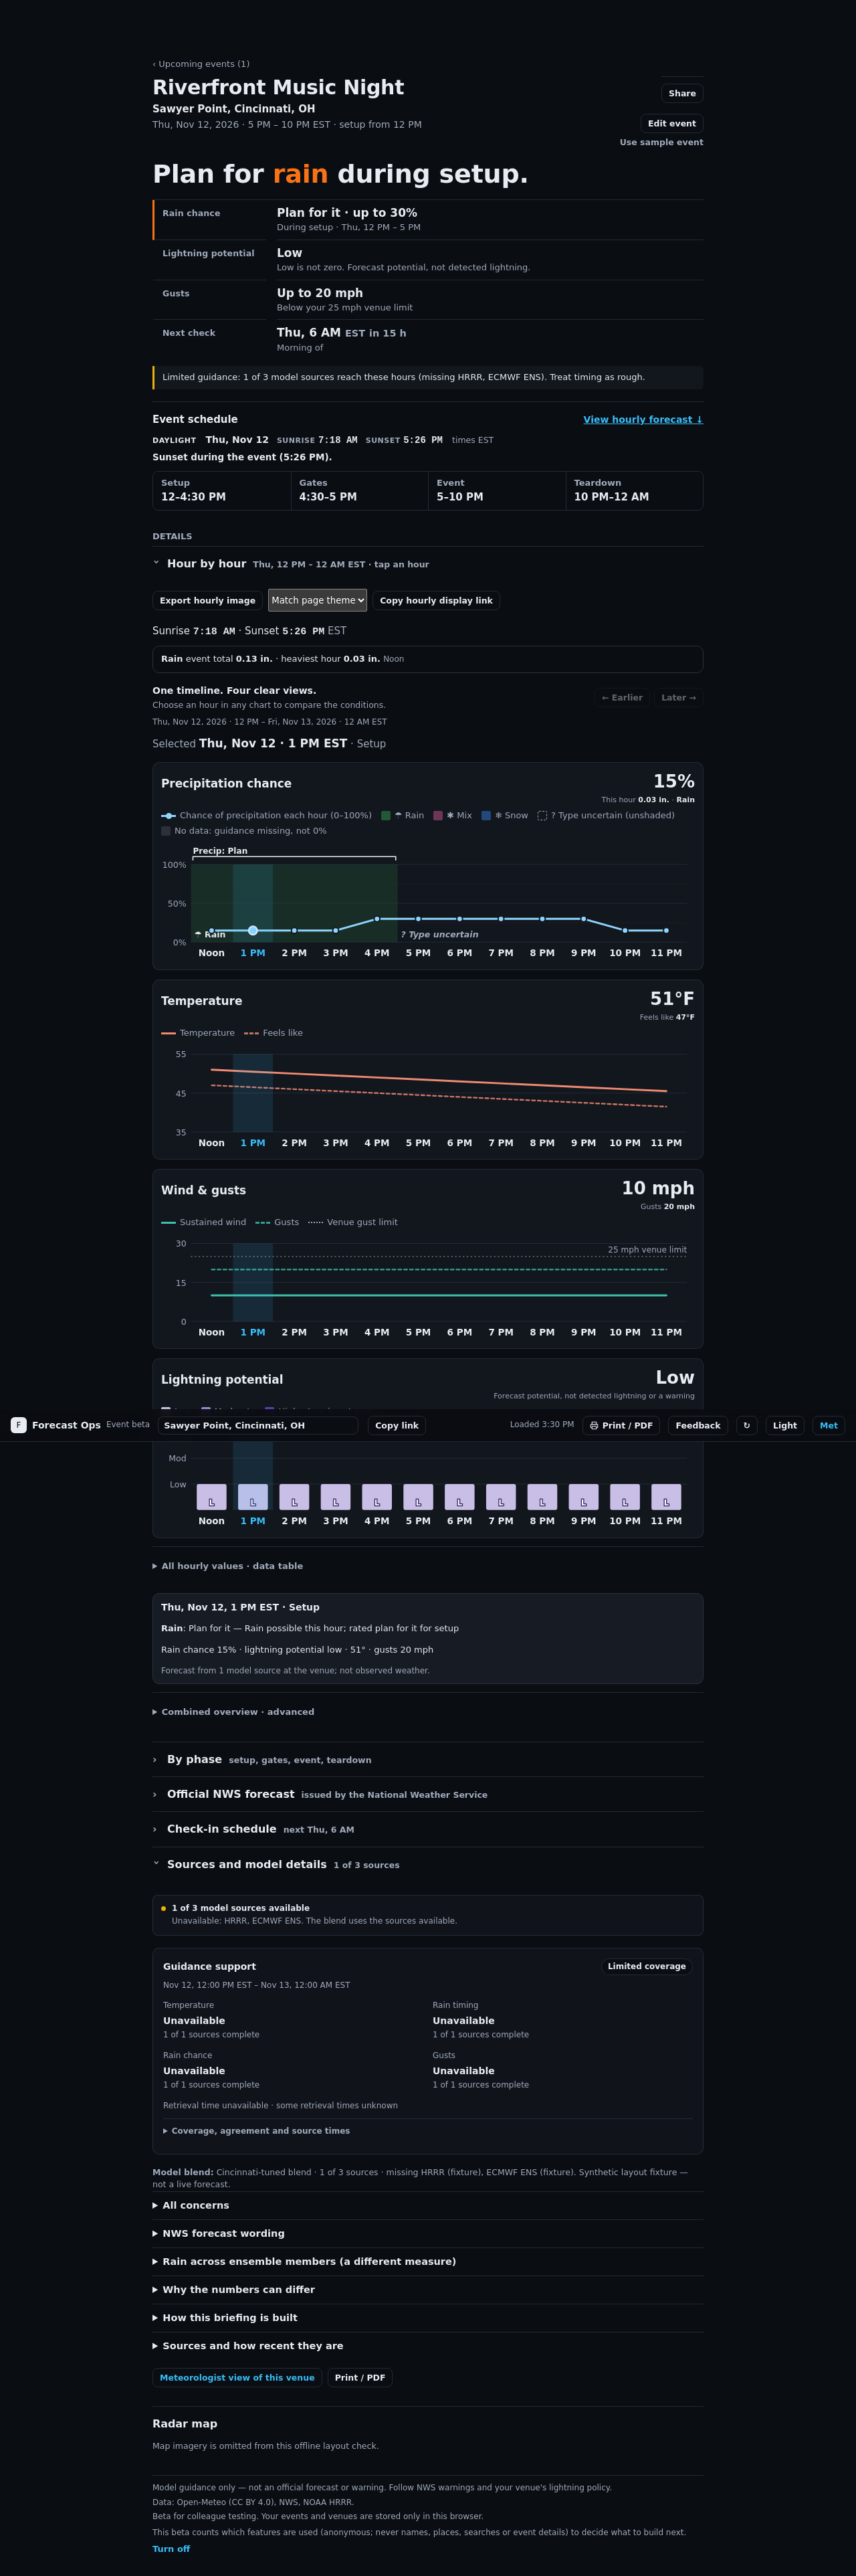 ‹ Upcoming events (1)
Riverfront Music Night
Sawyer Point, Cincinnati, OH
Thu, Nov 12, 2026 · 5 PM – 10 PM EST · setup from 12 PM
Share
Edit event
Use sample event
Plan for rain during setup.
Rain chance
Plan for it · up to 30%
During setup · Thu, 12 PM – 5 PM
Lightning potential
Low
Low is not zero. Forecast potential, not detected lightning.
Gusts
Up to 20 mph
Below your 25 mph venue limit
Next check
Thu, 6 AM EST in 15 h
Morning of
Limited guidance: 1 of 3 model sources reach these hours (missing HRRR, ECMWF ENS). Treat timing as rough.
Event schedule
View hourly forecast ↓
DAYLIGHT Thu, Nov 12 SUNRISE 7:18 AM SUNSET 5:26 PM times EST
Sunset during the event (5:26 PM).
Setup Gates Event Teardown
12–4:30 PM 4:30–5 PM 5–10 PM 10 PM–12 AM
DETAILS
Hour by hour Thu, 12 PM – 12 AM EST · tap an hour
Export hourly image Match page theme Copy hourly display link
Sunrise 7:18 AM · Sunset 5:26 PM EST
Rain event total 0.13 in. · heaviest hour 0.03 in. Noon
One timeline. Four clear views.
Choose an hour in any chart to compare the conditions.
← Earlier Later →
Thu, Nov 12, 2026 · 12 PM – Fri, Nov 13, 2026 · 12 AM EST
Selected Thu, Nov 12 · 1 PM EST · Setup
Precipitation chance
15%
This hour 0.03 in. · Rain
Chance of precipitation each hour (0–100%) ☂ Rain ✱ Mix ❄ Snow ? Type uncertain (unshaded)
No data: guidance missing, not 0%
Precip: Plan
100%
50%
0%
☂ Rain
? Type uncertain
Noon 1 PM 2 PM 3 PM 4 PM 5 PM 6 PM 7 PM 8 PM 9 PM 10 PM 11 PM
Temperature
51°F
Feels like 47°F
Temperature Feels like
55
45
35
Noon 1 PM 2 PM 3 PM 4 PM 5 PM 6 PM 7 PM 8 PM 9 PM 10 PM 11 PM
Wind & gusts
10 mph
Gusts 20 mph
Sustained wind Gusts Venue gust limit
30
25 mph venue limit
15
0
Noon 1 PM 2 PM 3 PM 4 PM 5 PM 6 PM 7 PM 8 PM 9 PM 10 PM 11 PM
Lightning potential
Low
Forecast potential, not detected lightning or a warning
F Forecast Ops Event beta Sawyer Point, Cincinnati, OH Copy link Loaded 3:30 PM Print / PDF Feedback ↻ Light Met
Mod
Low
L L L L L L L L L L L L
Noon 1 PM 2 PM 3 PM 4 PM 5 PM 6 PM 7 PM 8 PM 9 PM 10 PM 11 PM
All hourly values · data table
Thu, Nov 12, 1 PM EST · Setup
Rain: Plan for it — Rain possible this hour; rated plan for it for setup
Rain chance 15% · lightning potential low · 51° · gusts 20 mph
Forecast from 1 model source at the venue; not observed weather.
Combined overview · advanced
› By phase setup, gates, event, teardown
› Official NWS forecast issued by the National Weather Service
› Check-in schedule next Thu, 6 AM
Sources and model details 1 of 3 sources
1 of 3 model sources available
Unavailable: HRRR, ECMWF ENS. The blend uses the sources available.
Guidance support
Limited coverage
Nov 12, 12:00 PM EST – Nov 13, 12:00 AM EST
Temperature Rain timing
Unavailable Unavailable
1 of 1 sources complete 1 of 1 sources complete
Rain chance Gusts
Unavailable Unavailable
1 of 1 sources complete 1 of 1 sources complete
Retrieval time unavailable · some retrieval times unknown
Coverage, agreement and source times
Model blend: Cincinnati-tuned blend · 1 of 3 sources · missing HRRR (fixture), ECMWF ENS (fixture). Synthetic layout fixture —
not a live forecast.
All concerns
NWS forecast wording
Rain across ensemble members (a different measure)
Why the numbers can differ
How this briefing is built
Sources and how recent they are
Meteorologist view of this venue Print / PDF
Radar map
Map imagery is omitted from this offline layout check.
Model guidance only — not an official forecast or warning. Follow NWS warnings and your venue's lightning policy.
Data: Open-Meteo (CC BY 4.0), NWS, NOAA HRRR.
Beta for colleague testing. Your events and venues are stored only in this browser.
This beta counts which features are used (anonymous; never names, places, searches or event details) to decide what to build next.
Turn off